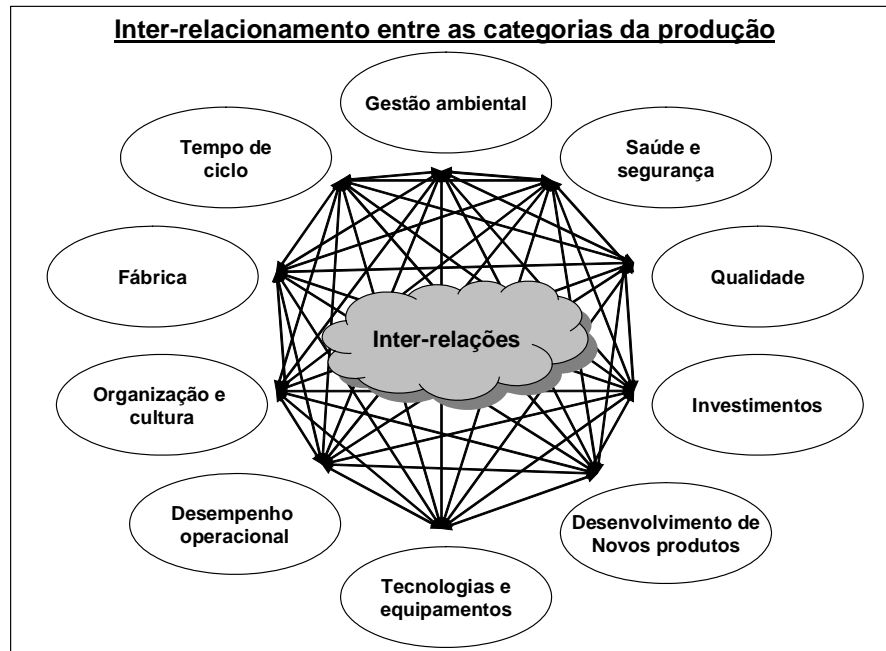 Inter-relacionamento entre as categorias da produção
Gestão ambiental
Tempo de
ciclo
Saúde e
segurança
Fábrica
Qualidade
Inter-relações
Organização e
cultura
Investimentos
Desempenho
operacional
Desenvolvimento de
Novos produtos
Tecnologias e
equipamentos